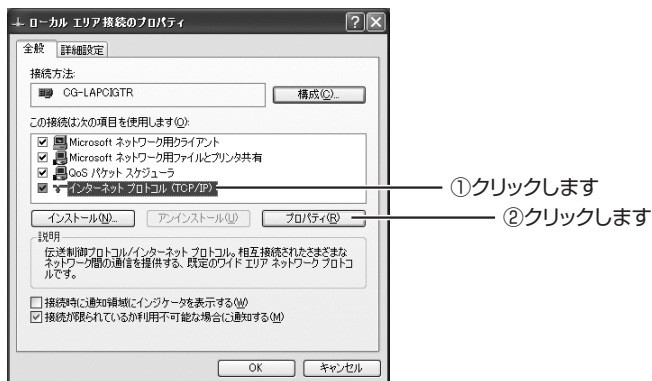 ローカル エリア接続のプロパティ
全般 詳細設定
接続方法:
CG-LAPCIGTR 構成(C)...
この接続は次の項目を使用します(O):
Microsoft ネットワーク用クライアント
Microsoft ネットワーク用ファイルとプリンタ共有
QoS パケット スケジューラ
インターネット プロトコル (TCP/IP) ①クリックします
インストール(N)... アンインストール(U) プロパティ(R) ②クリックします
説明
伝送制御プロトコル/インターネット プロトコル。相互接続されたさまざまな
ネットワーク間の通信を提供する、既定のワイド エリア ネットワーク プロトコ
ルです。
接続時に通知領域にインジケータを表示する(W)
接続が限られているか利用不可能な場合に通知する(M)
OK キャンセル